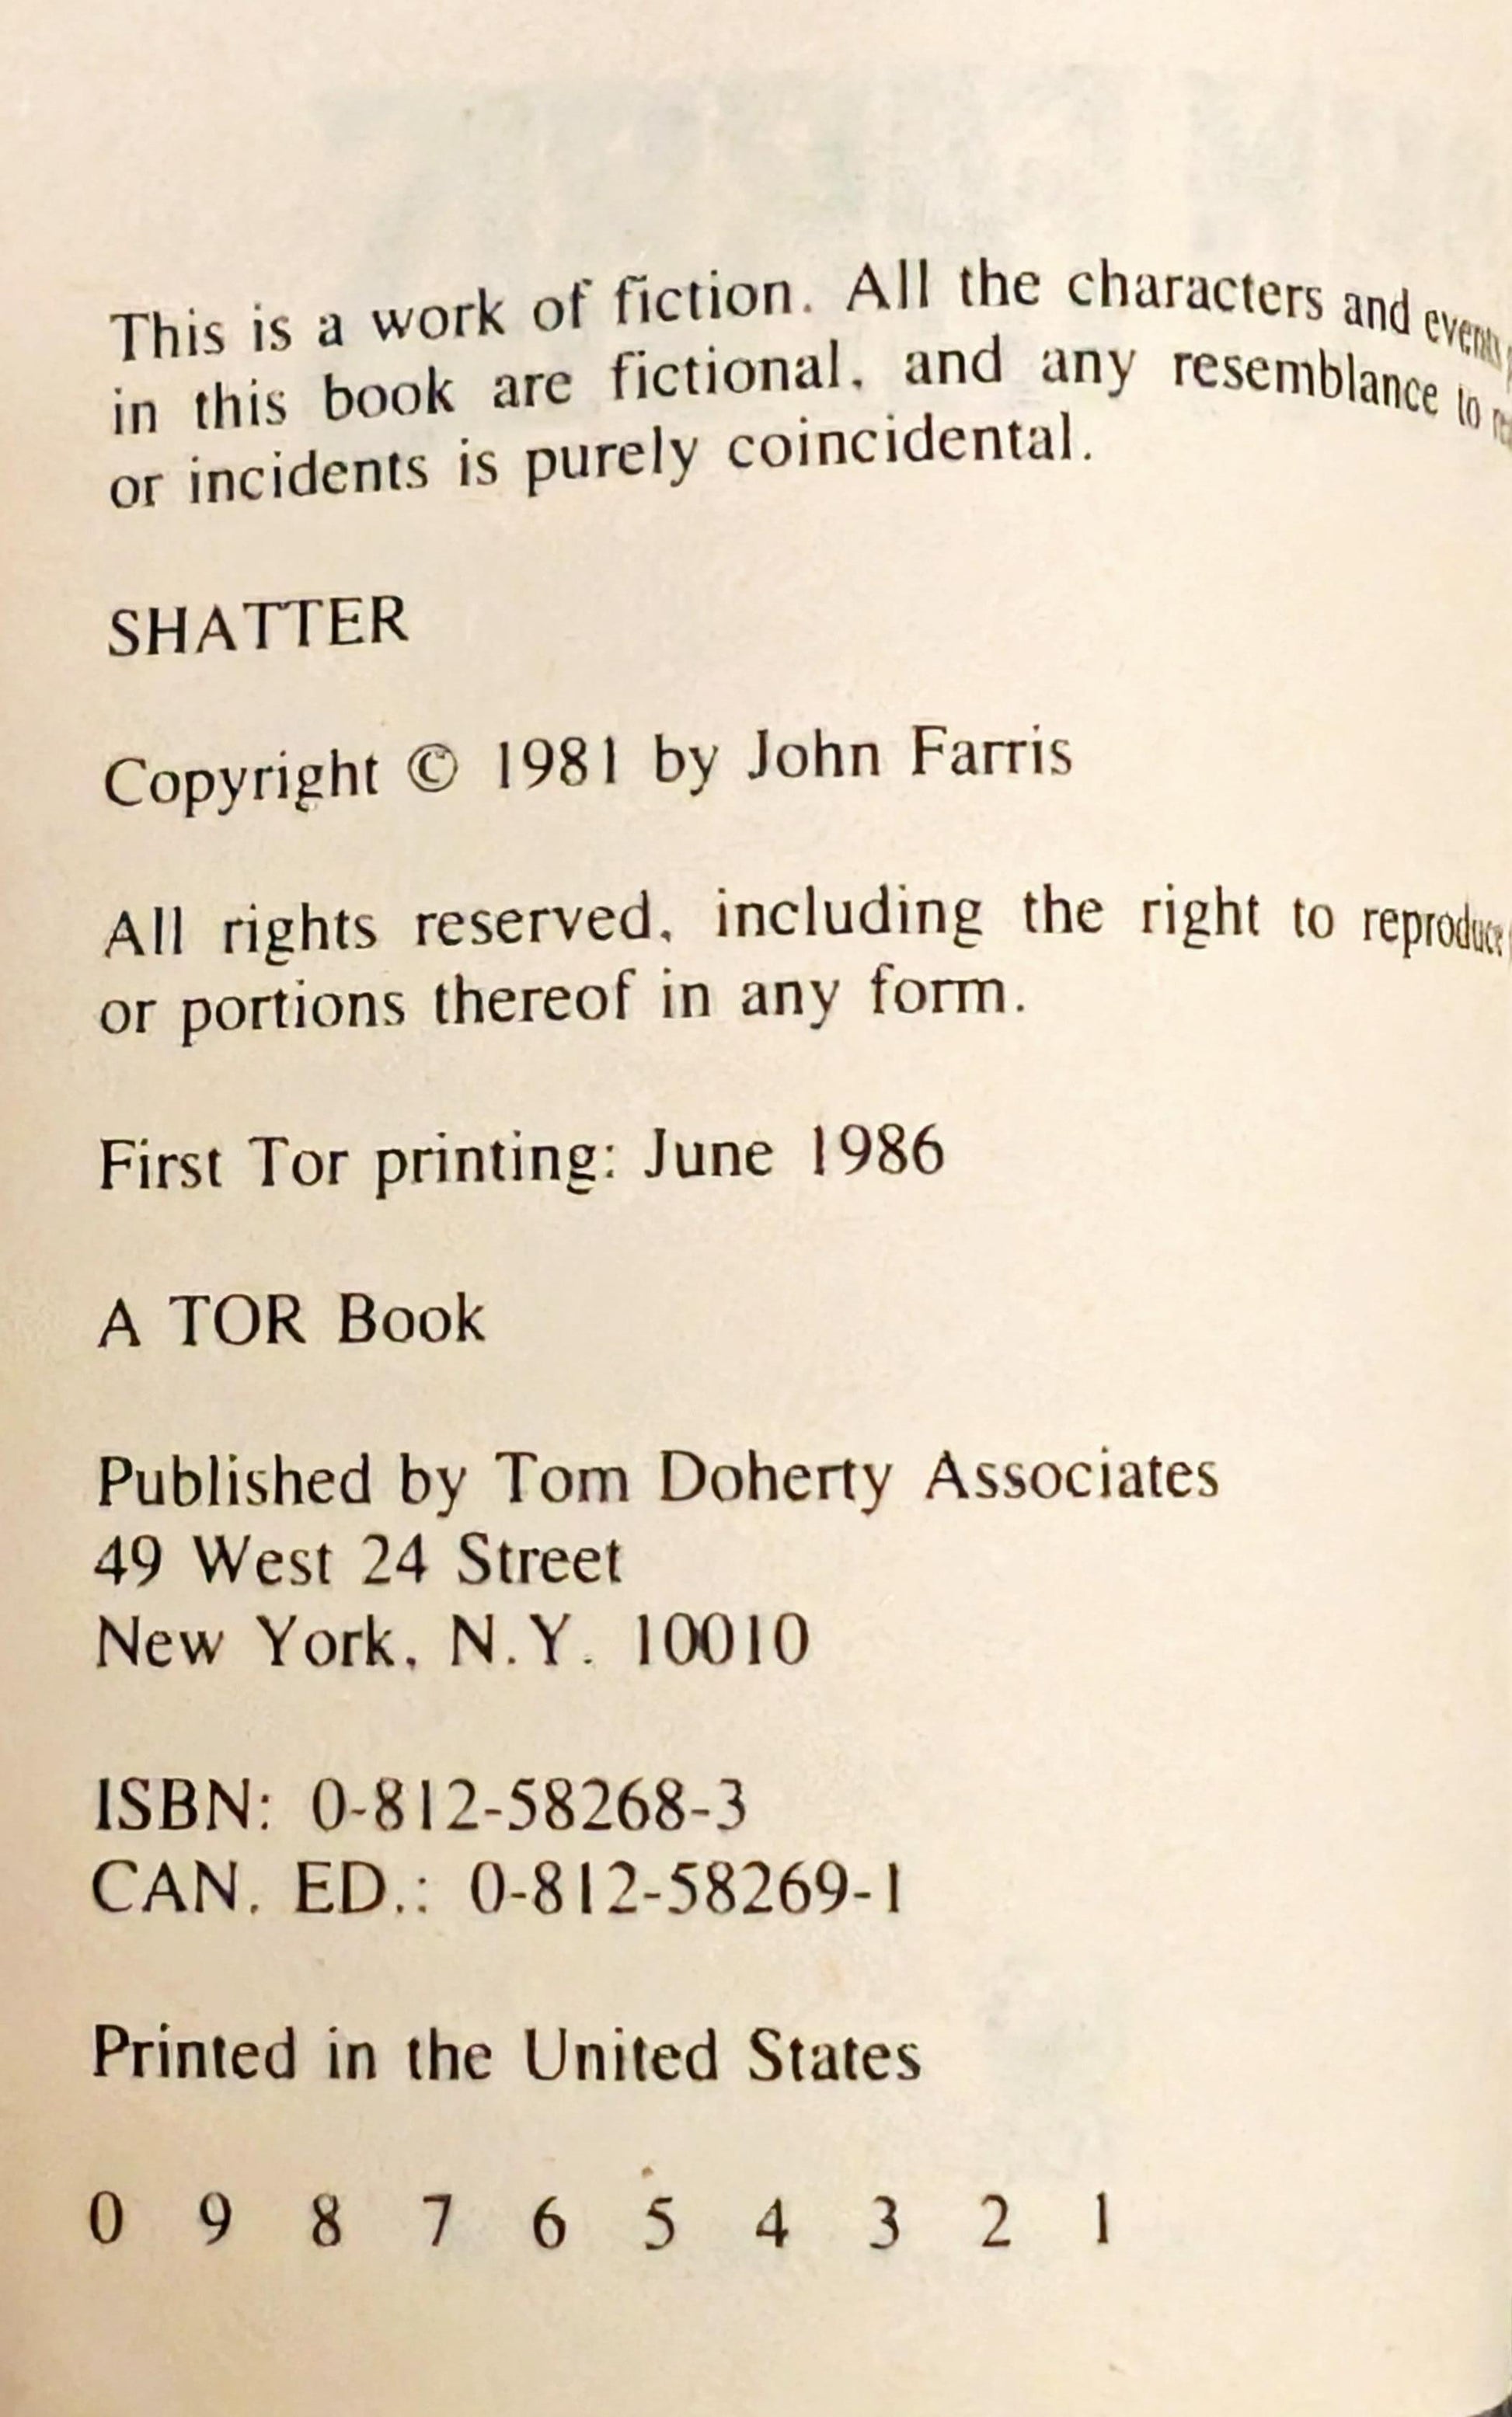 This is a work of fiction. All the characters and events
in this book are fictional, and any resemblance to
or incidents is purely coincidental.
SHATTER
Copyright © 1981 by John Farris
All rights reserved, including the right to reproduce
or portions thereof in any form.
First Tor printing: June 1986
A TOR Book
Published by Tom Doherty Associates
49 West 24 Street
New York, N.Y. 10010
ISBN: 0-812-58268-3
CAN. ED.: 0-812-58269-1
Printed in the United States
0 9 8 7 6 5 4 3 2 1